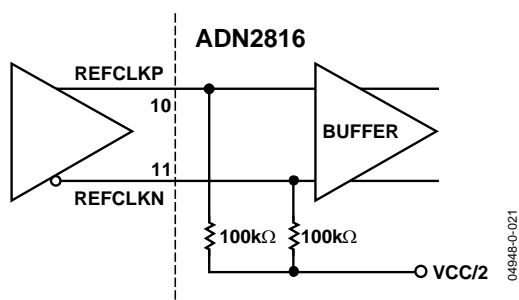 ADN2816
REFCLKP
10
BUFFER
11
REFCLKN
100kΩ
100kΩ
VCC/2
04948-0-021